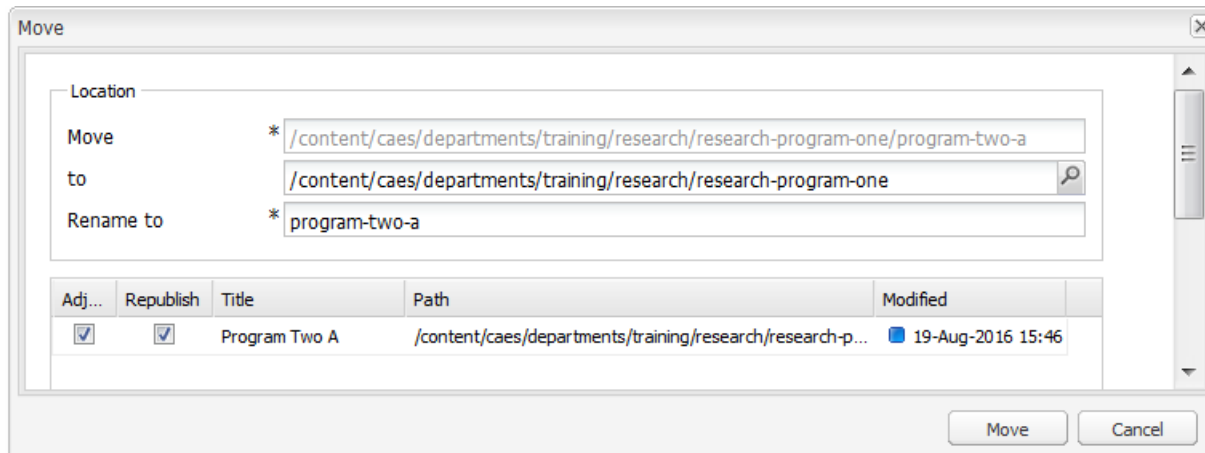 Move
Location
Move * /content/caes/departments/training/research/research-program-one/program-two-a
to /content/caes/departments/training/research/research-program-one
Rename to * program-two-a
Adj... Republish Title Path Modified
Program Two A /content/caes/departments/training/research/research-p... 19-Aug-2016 15:46
Move Cancel